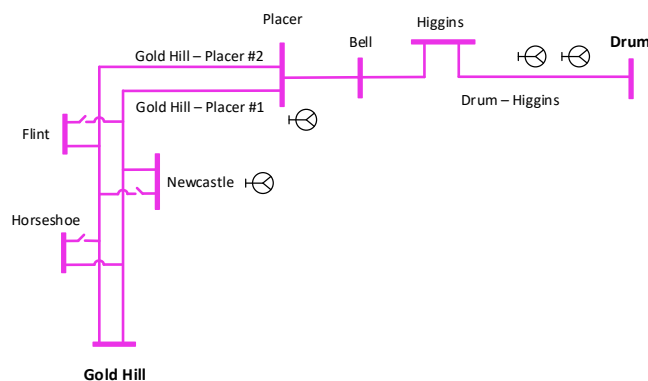 Placer
Higgins
Drum
Bell
Gold Hill – Placer #2
Gold Hill – Placer #1
Drum – Higgins
Flint
Newcastle
Horseshoe
Gold Hill